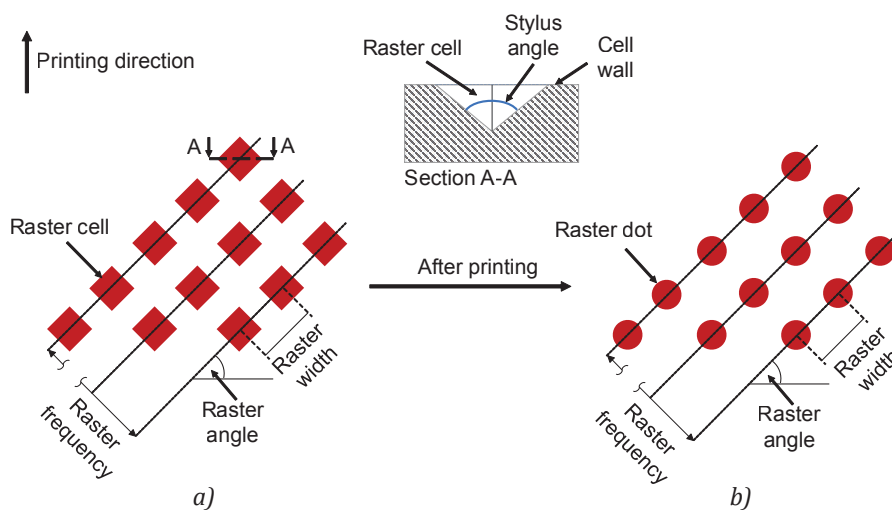 Printing direction
Raster cell
Stylus
angle
Cell
wall
Section A-A
A
A
Raster cell
Raster
width
Raster
angle
Raster
frequency
a)
After printing
Raster dot
Raster
width
Raster
angle
Raster
frequency
b)